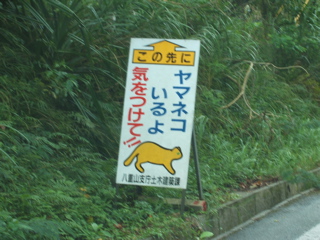 この先に
ヤマネコ
いるよ
気をつけて!!
八重山支庁土木建築課